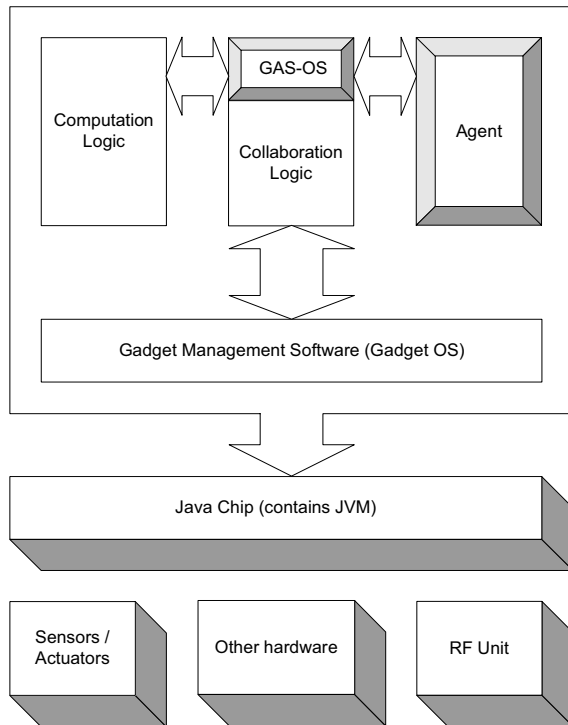 GAS-OS
Computation
Logic
Collaboration
Logic
Agent
Gadget Management Software (Gadget OS)
Java Chip (contains JVM)
Sensors /
Actuators
Other hardware
RF Unit